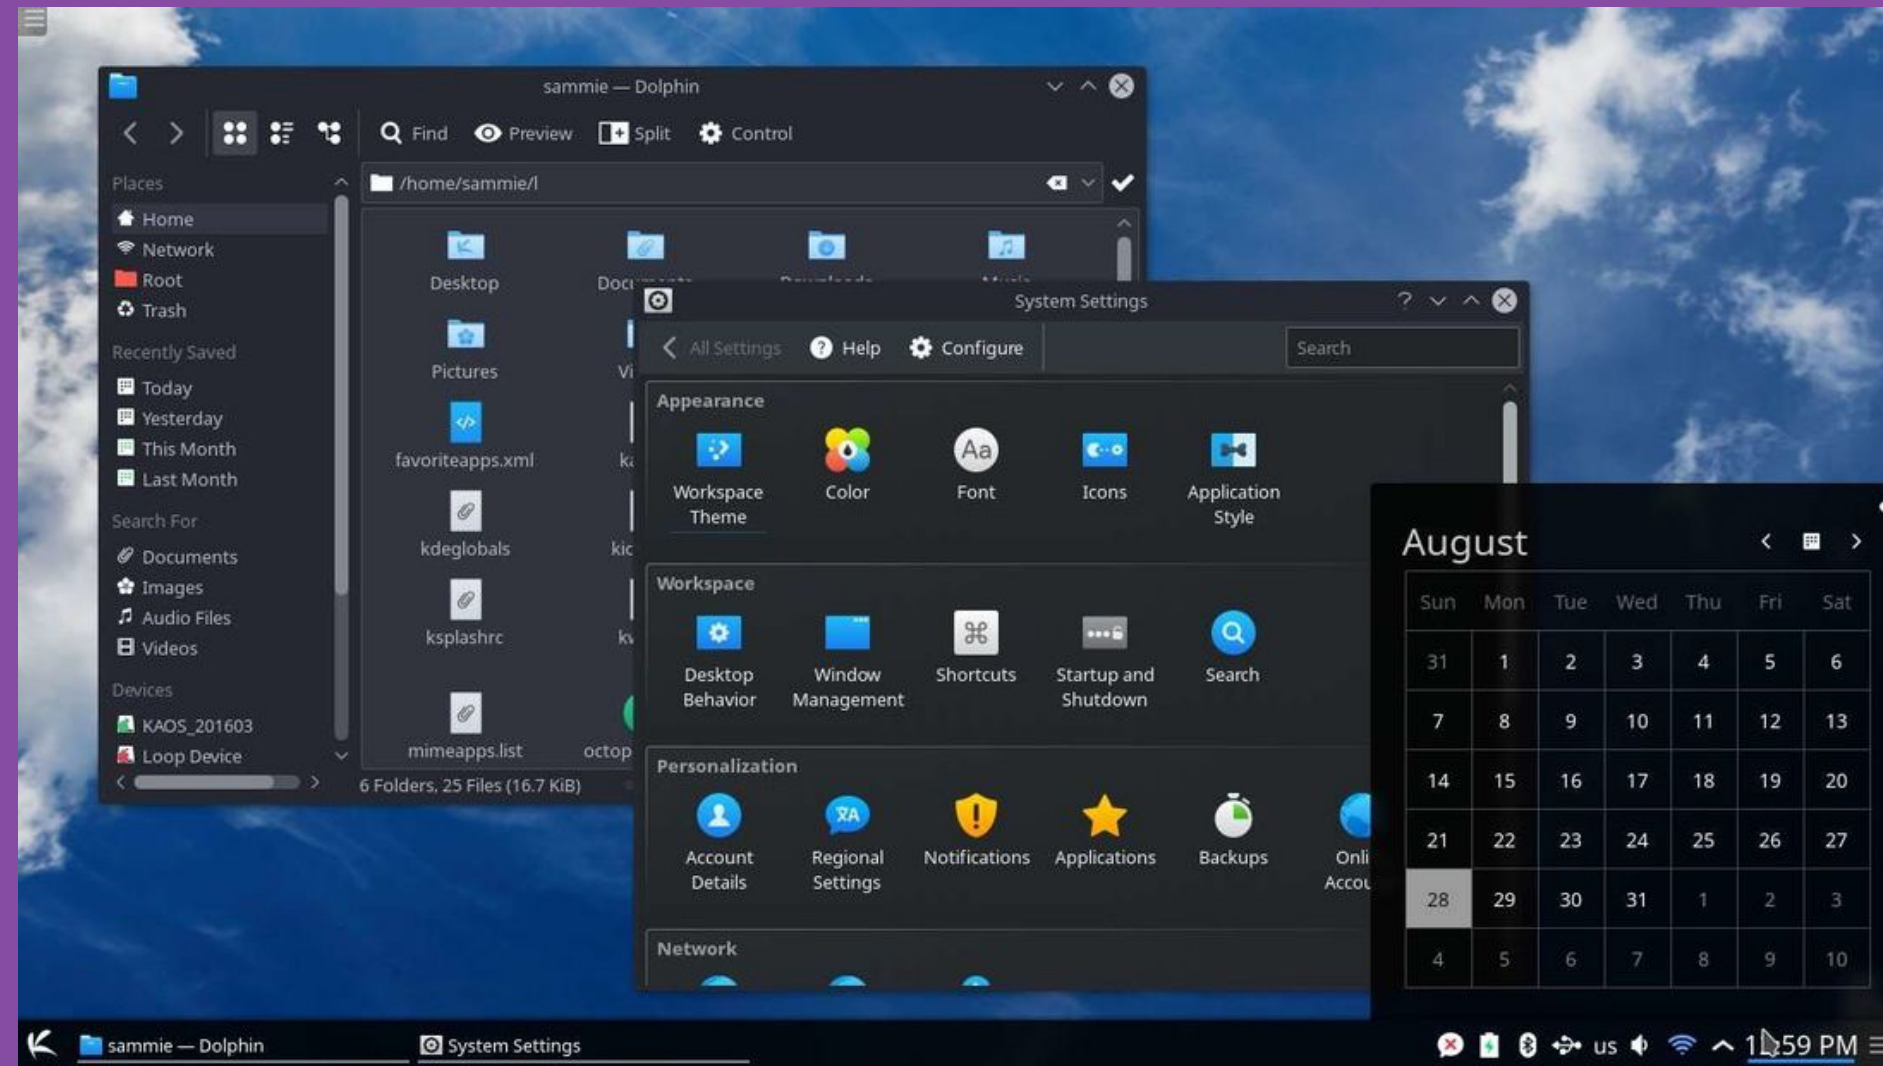 sammie — Dolphin
Find Preview Split Control
Places
/home/sammie/l
Home
Network
Root
Trash
Recently Saved
Today
Yesterday
This Month
Last Month
Search For
Documents
Images
Audio Files
Videos
Devices
KAOS_201603
Loop Device
Desktop
Pictures
favoriteapps.xml
kdeglobals
ksplashrc
mimeapps.list
octop
6 Folders, 25 Files (16.7 KiB)
System Settings
All Settings Help Configure
Search
Appearance
Workspace Theme
Color
Font
Icons
Application Style
Workspace
Desktop Behavior
Window Management
Shortcuts
Startup and Shutdown
Search
Personalization
Account Details
Regional Settings
Notifications
Applications
Backups
Onli
Accou
Network
August
Sun Mon Tue Wed Thu Fri Sat
31 1 2 3 4 5 6
7 8 9 10 11 12 13
14 15 16 17 18 19 20
21 22 23 24 25 26 27
28 29 30 31 1 2 3
4 5 6 7 8 9 10
sammie — Dolphin
System Settings
us
PM